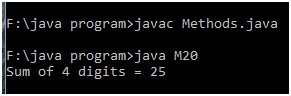 F:\java program>javac Methods.java
F:\java program>java M20
Sum of 4 digits = 25